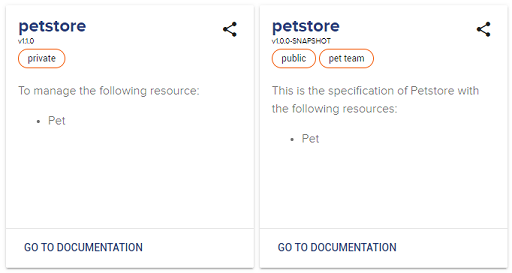 petstore
v1.1.0
private
To manage the following resource:
• Pet
GO TO DOCUMENTATION
petstore
v1.0.0-SNAPSHOT
public pet team
This is the specification of Petstore with
the following resources:
• Pet
GO TO DOCUMENTATION